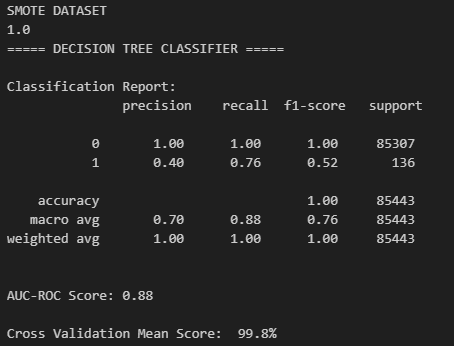 SMOTE DATASET
1.0
===== DECISION TREE CLASSIFIER =====
Classification Report:
precision recall f1-score support
0 1.00 1.00 1.00 85307
1 0.40 0.76 0.52 136
accuracy 1.00 85443
macro avg 0.70 0.88 0.76 85443
weighted avg 1.00 1.00 1.00 85443
AUC-ROC Score: 0.88
Cross Validation Mean Score: 99.8%